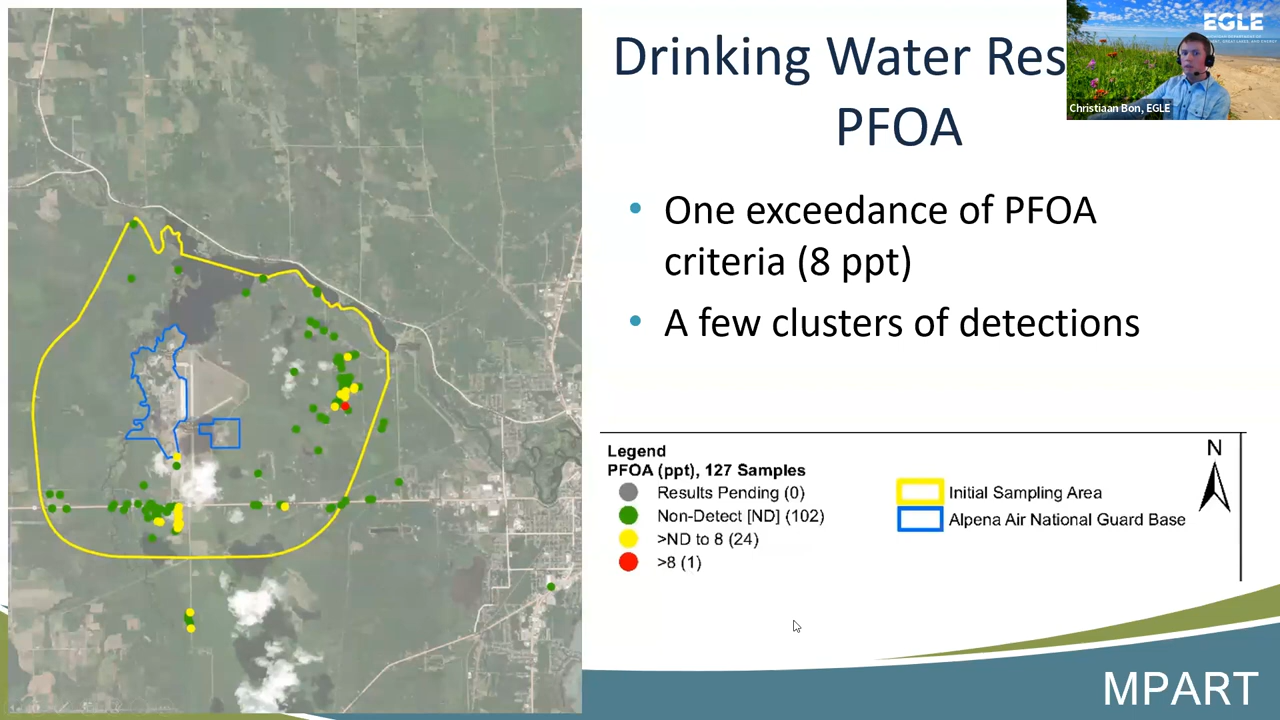 Drinking Water Res
PFOA
EGLE
Christiaan Bon, EGLE
• One exceedance of PFOA
criteria (8 ppt)
• A few clusters of detections
Legend
PFOA (ppt), 127 Samples
Results Pending (0)
Non-Detect [ND] (102)
>ND to 8 (24)
>8 (1)
Initial Sampling Area
Alpena Air National Guard Base
N
MPART